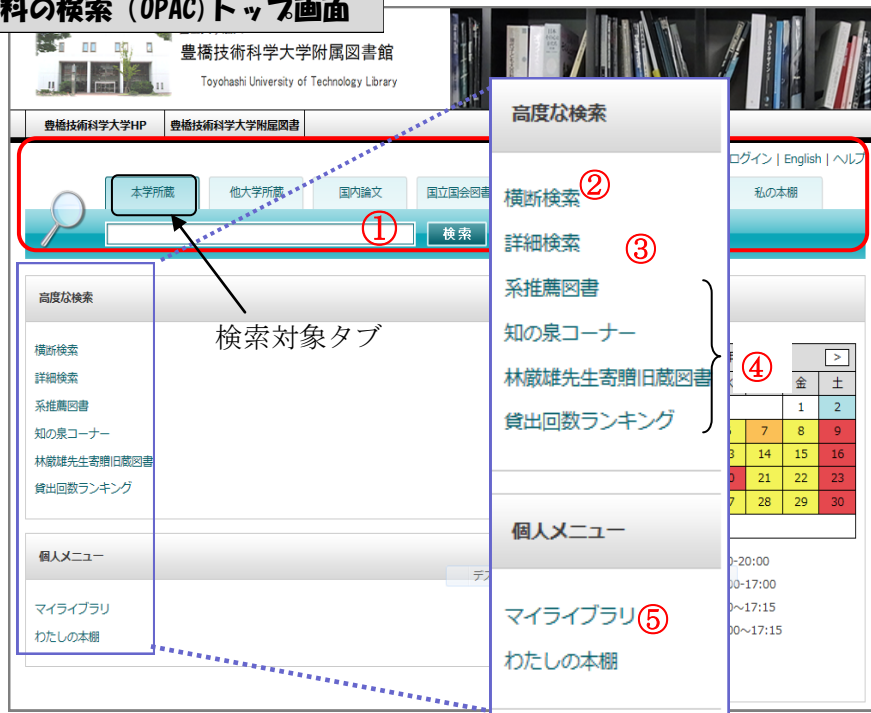 料の検索(OPAC)トップ画面
豊橋技術科学大学附属図書館
Toyohashi University of Technology Library
豊橋技術科学大学HP
豊橋技術科学大学附属図書
ログイン | English | ヘルプ
本学所蔵
他大学所蔵
国内論文
国立国会図書
私の本棚
①
検索
検索対象タブ
高度な検索
横断検索
詳細検索
系推薦図書
知の泉コーナー
林厳雄先生寄贈旧蔵図書
貸出回数ランキング
個人メニュー
マイライブラリ
わたしの本棚
高度な検索
横断検索②
詳細検索 ③
系推薦図書
知の泉コーナー
林厳雄先生寄贈旧蔵図書
④
貸出回数ランキング
個人メニュー
マイライブラリ⑤
わたしの本棚
>
金 土
1 2
7 8 9
14 15 16
21 22 23
28 29 30
-20:00
00-17:00
~17:15
00~17:15